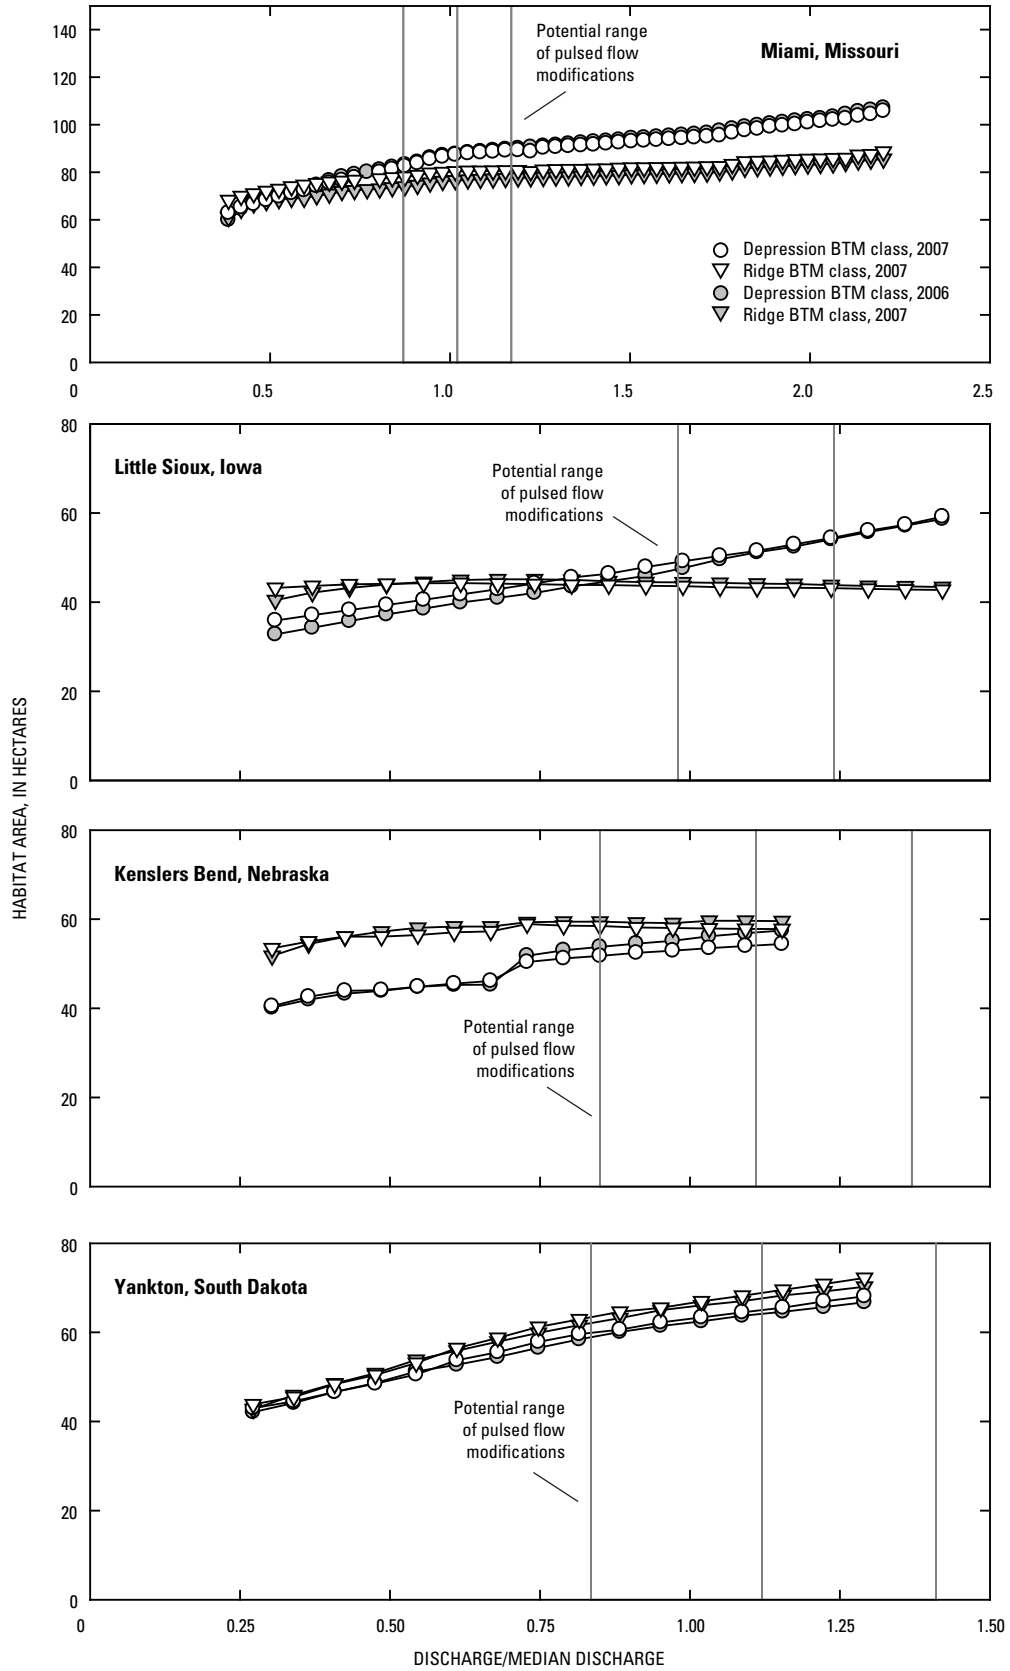 140
120
100
80
60
40
20
0
Potential range
of pulsed flow
modifications
Miami, Missouri
Depression BTM class, 2007
Ridge BTM class, 2007
Depression BTM class, 2006
Ridge BTM class, 2007
0 0.5 1.0 1.5 2.0 2.5
80
60
40
20
0
Little Sioux, Iowa
Potential range
of pulsed flow
modifications
HABITAT AREA, IN HECTARES
80
60
40
20
0
Kenslers Bend, Nebraska
Potential range
of pulsed flow
modifications
80
60
40
20
0
Yankton, South Dakota
Potential range
of pulsed flow
modifications
0 0.25 0.50 0.75 1.00 1.25 1.50
DISCHARGE/MEDIAN DISCHARGE